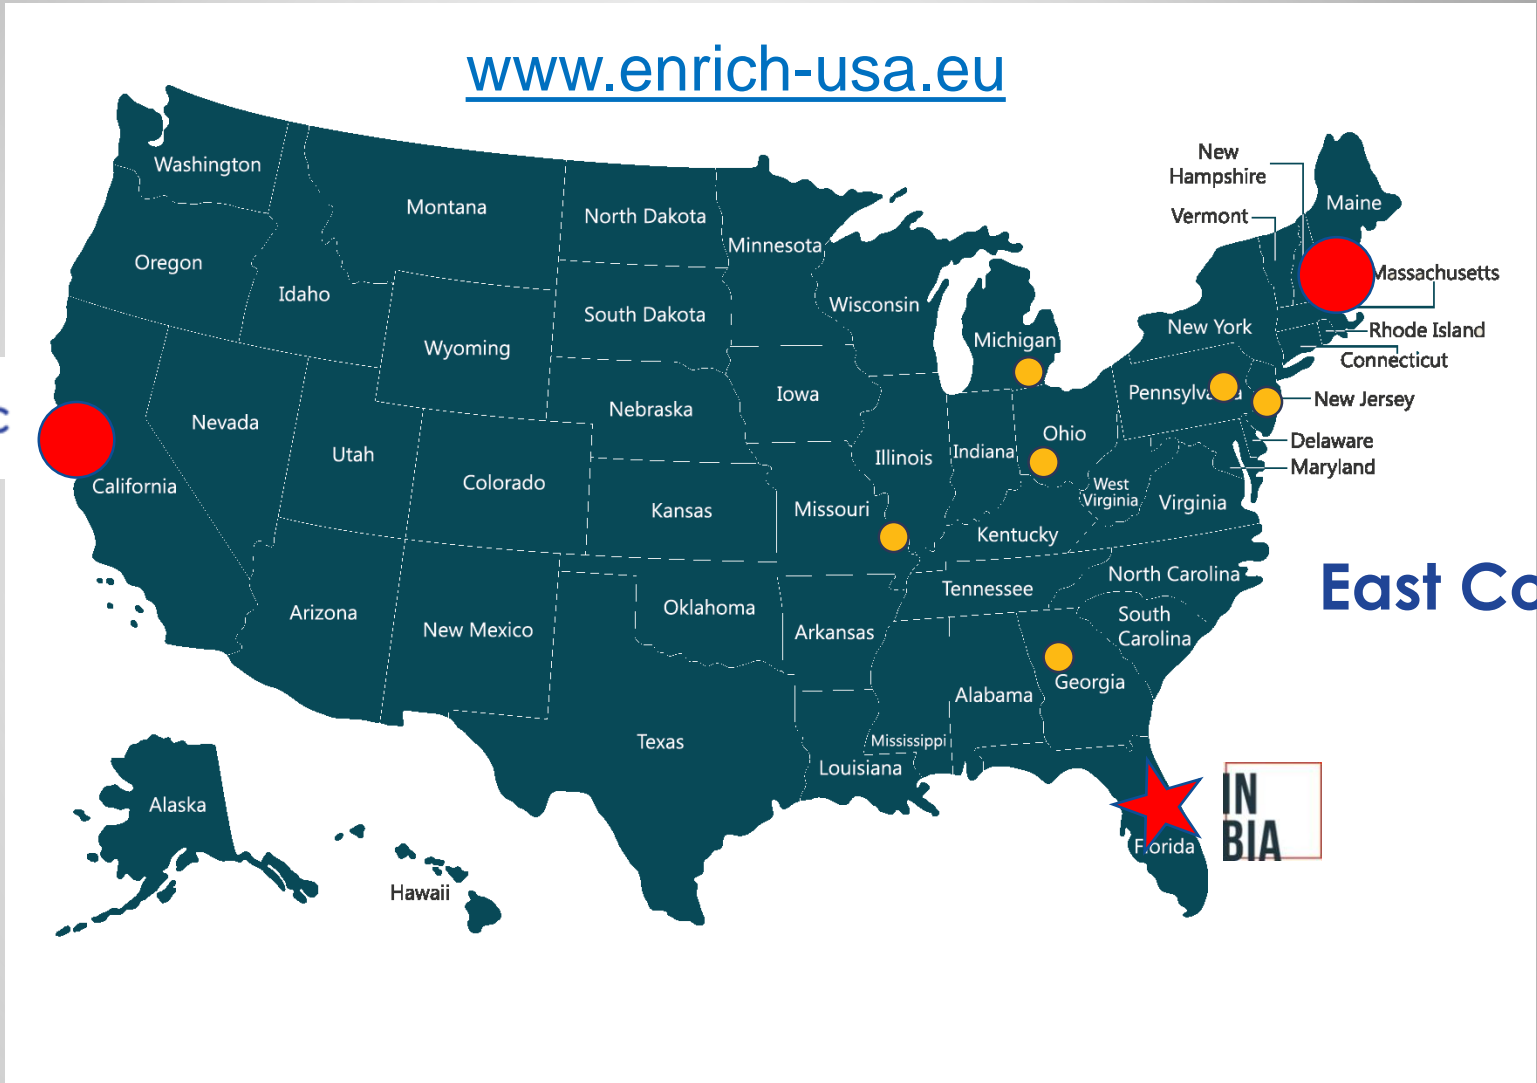 www.enrich-usa.eu
New
Hampshire
Vermont
Maine
Washington
Montana
North Dakota
Minnesota
Oregon
Idaho
South Dakota
Wisconsin
Massachusetts
Wyoming
Michigan
New York
Rhode Island
Connecticut
Nevada
Nebraska
Iowa
Pennsylva
New Jersey
Utah
Colorado
Illinois
Indiana
Ohio
Delaware
Maryland
California
Kansas
Missouri
West
Virginia
Virginia
Kentucky
Arizona
New Mexico
Oklahoma
Arkansas
Tennessee
North Carolina
South
Carolina
East Co
Texas
Louisiana
Mississippi
Alabama
Georgia
Alaska
Hawaii
Florida
IN
BIA